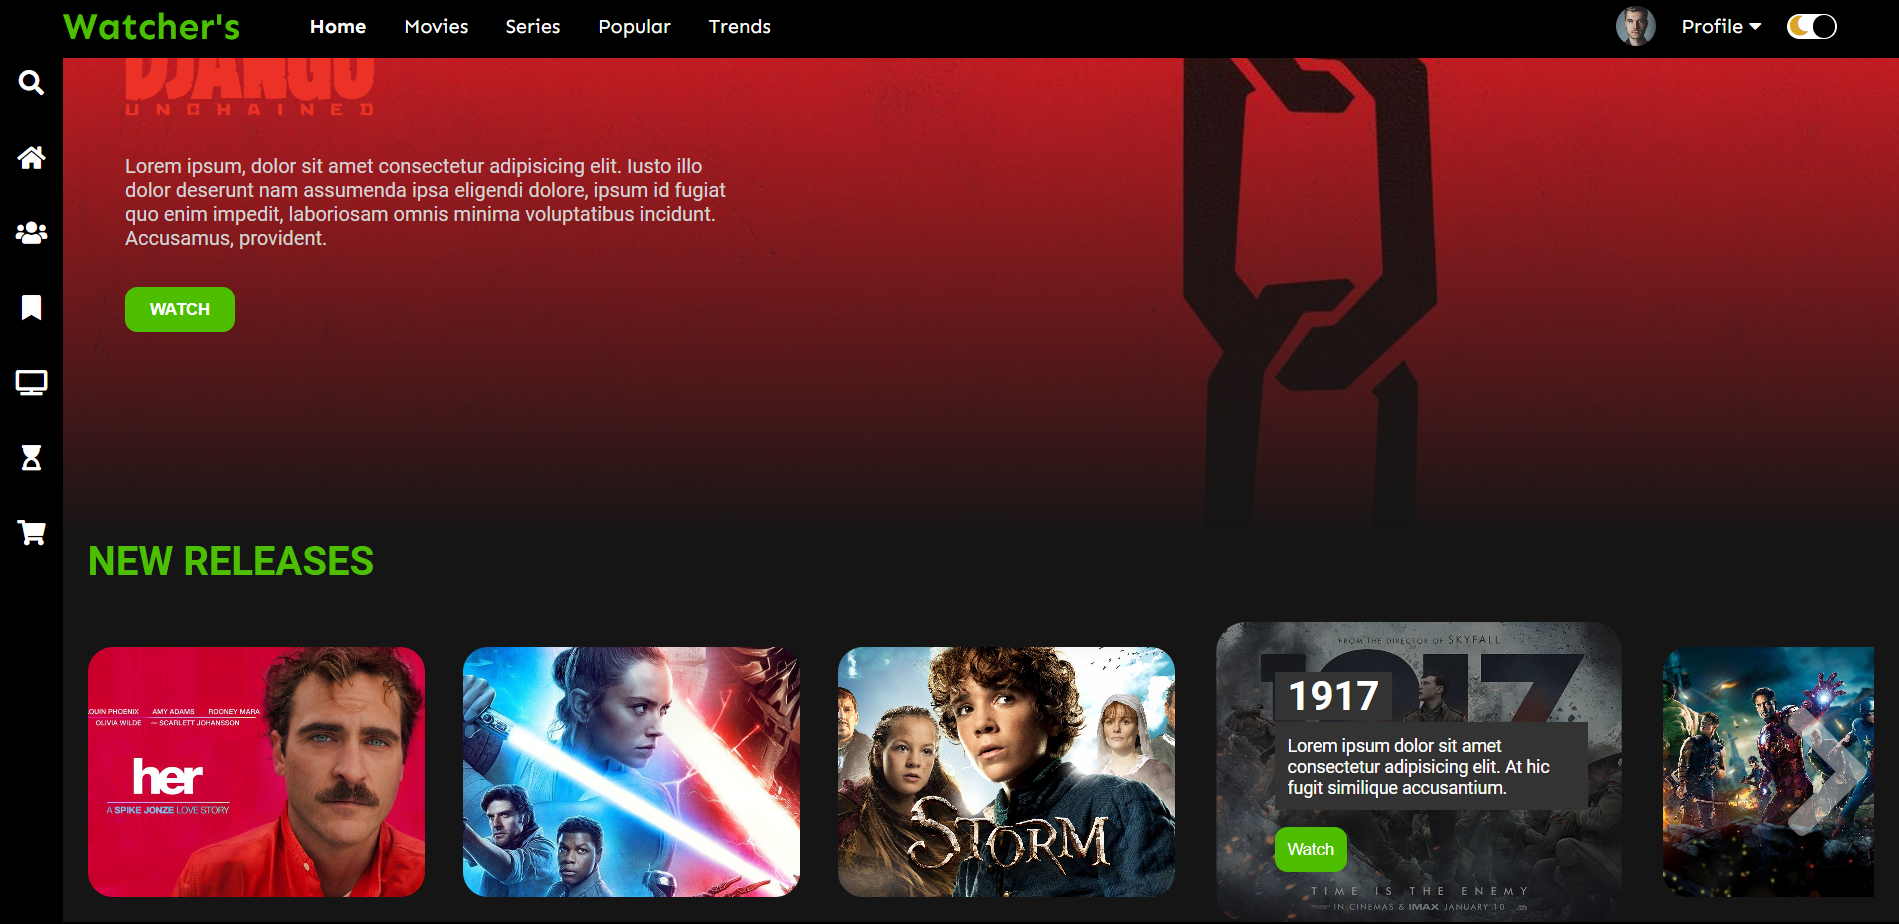 Watcher's
Home Movies Series Popular Trends
Profile
DJANGO
UNCHAINED
Lorem ipsum, dolor sit amet consectetur adipisicing elit. Iusto illo
dolor deserunt nam assumenda ipsa eligendi dolore, ipsum id fugiat
quo enim impedit, laboriosam omnis minima voluptatibus incidunt.
Accusamus, provident.
WATCH
NEW RELEASES
OUIN PHOENIX AMY ADAMS ROONEY MARA
OLIVIA WILDE SCARLETT JOHANSSON
her
A SPIKE JONZE LOVE STORY
STORM
FROM THE DIRECTOR OF SKYFALL
1917
1917
Lorem ipsum dolor sit amet
consectetur adipisicing elit. At hic
fugit similique accusantium.
Watch
TIME IS THE ENEMY
IN CINEMAS & IMAX JANUARY 10